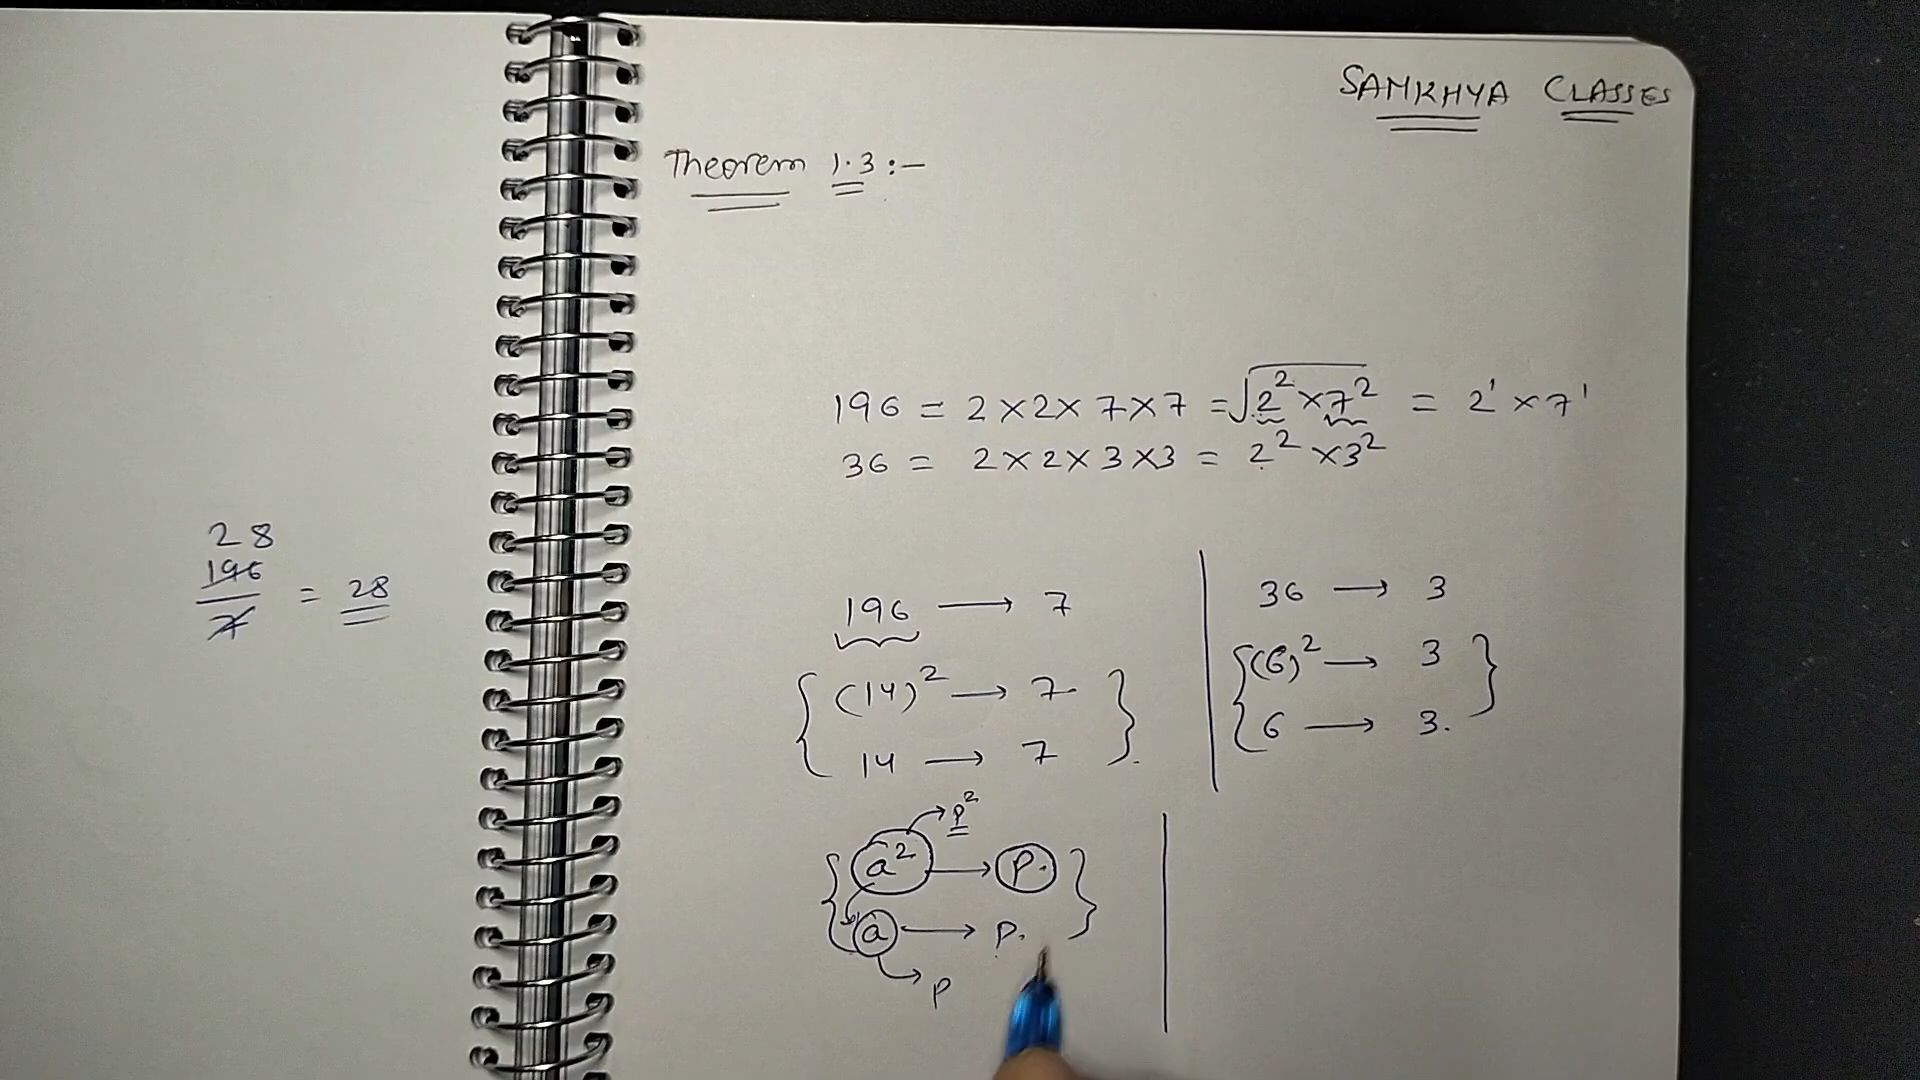 SAMKHYA CLASSES
Theorem 1.3 :-
196 = 2×2×7×7 = √2²×7² = 2¹×7¹
36 = 2×2×3×3 = 2²×3²
28
196
7
= 28
196 → 7
(14)² → 7
14 → 7
36 → 3
(6)² → 3
6 → 3.
p²
a² → p.
a → p.
p